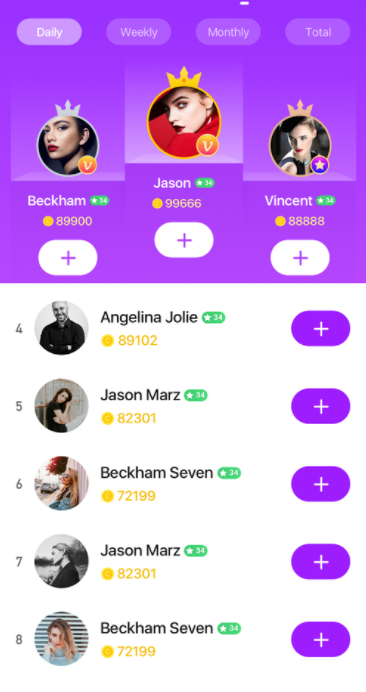 Daily Weekly Monthly Total
Jason 34
99666
Beckham 34
89900
Vincent 34
88888
4 Angelina Jolie 34
89102
5 Jason Marz 34
82301
6 Beckham Seven 34
72199
7 Jason Marz 34
82301
8 Beckham Seven 34
72199